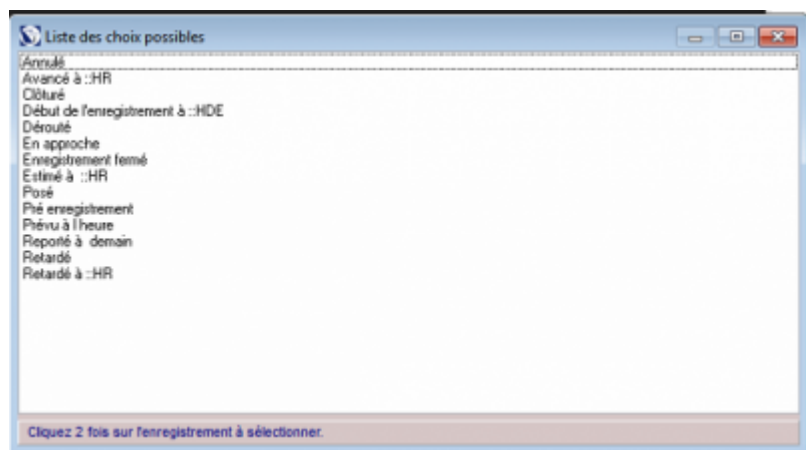 Liste des choix possibles
Annulé
Avancé à ::HR
Clôturé
Début de l'enregistrement à ::HDE
Dérouté
En approche
Enregistrement fermé
Estimé à ::HR
Posé
Pré enregistrement
Prévu à l heure
Reporté à demain
Retardé
Retardé à ::HR
Cliquez 2 fois sur l'enregistrement à sélectionner.